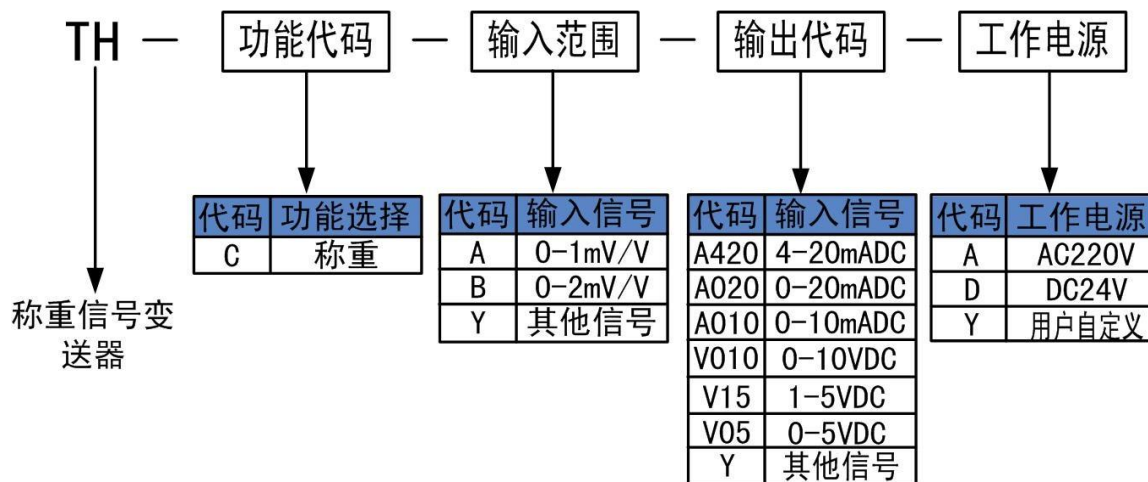 TH — 功能代码 — 输入范围 — 输出代码 — 工作电源
代码 功能选择
C 称重
代码 输入信号
A 0-1mV/V
B 0-2mV/V
Y 其他信号
代码 输入信号
A420 4-20mADC
A020 0-20mADC
A010 0-10mADC
V010 0-10VDC
V15 1-5VDC
V05 0-5VDC
Y 其他信号
代码 工作电源
A AC220V
D DC24V
Y 用户自定义
称重信号变
送器